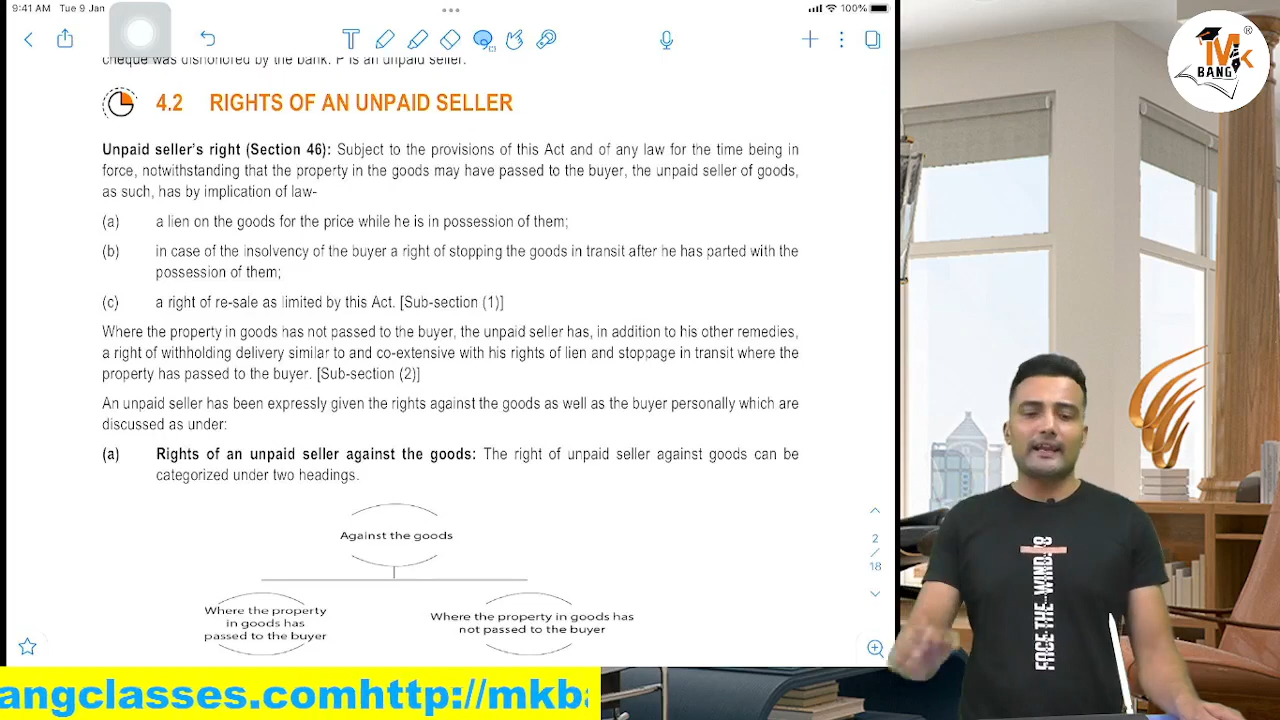 9:41 AM Tue 9 Jan
100%
cheque was dishonored by the bank. P is an unpaid seller.
4.2 RIGHTS OF AN UNPAID SELLER
Unpaid seller's right (Section 46): Subject to the provisions of this Act and of any law for the time being in
force, notwithstanding that the property in the goods may have passed to the buyer, the unpaid seller of goods,
as such, has by implication of law-
(a) a lien on the goods for the price while he is in possession of them;
(b) in case of the insolvency of the buyer a right of stopping the goods in transit after he has parted with the
possession of them;
(c) a right of re-sale as limited by this Act. [Sub-section (1)]
Where the property in goods has not passed to the buyer, the unpaid seller has, in addition to his other remedies,
a right of withholding delivery similar to and co-extensive with his rights of lien and stoppage in transit where the
property has passed to the buyer. [Sub-section (2)]
An unpaid seller has been expressly given the rights against the goods as well as the buyer personally which are
discussed as under:
(a) Rights of an unpaid seller against the goods: The right of unpaid seller against goods can be
categorized under two headings.
Against the goods
Where the property
in goods has
passed to the buyer
Where the property in goods has
not passed to the buyer
2
/
18
angclasses.comhttp://mkba
MK
BANG
®
FACE THE WINDS